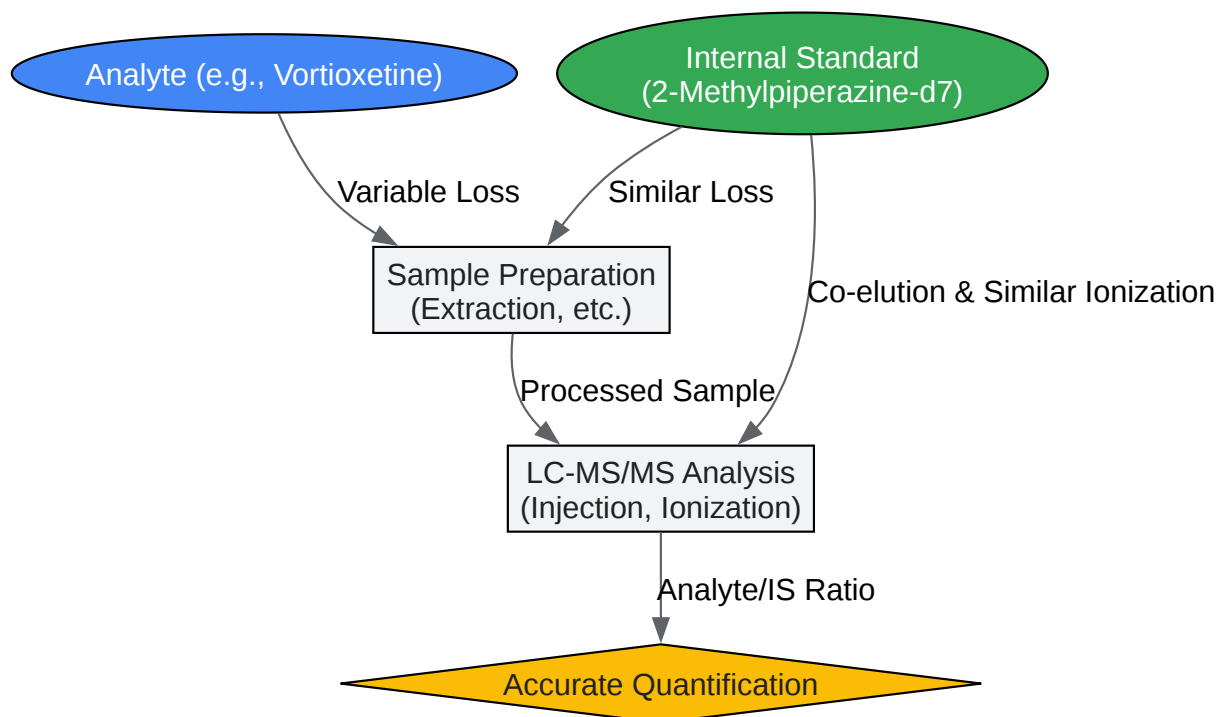 Analyte (e.g., Vortioxetine)
Internal Standard
(2-Methylpiperazine-d7)
Variable Loss
Similar Loss
Sample Preparation
(Extraction, etc.)
Co-elution & Similar Ionization
Processed Sample
LC-MS/MS Analysis
(Injection, Ionization)
Analyte/IS Ratio
Accurate Quantification